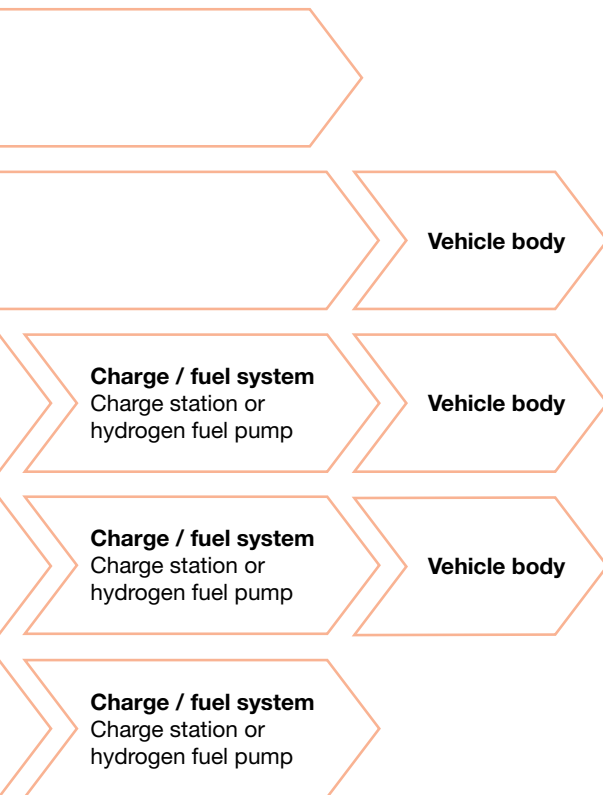 Vehicle body
Charge / fuel system
Charge station or
hydrogen fuel pump
Vehicle body
Charge / fuel system
Charge station or
hydrogen fuel pump
Vehicle body
Charge / fuel system
Charge station or
hydrogen fuel pump